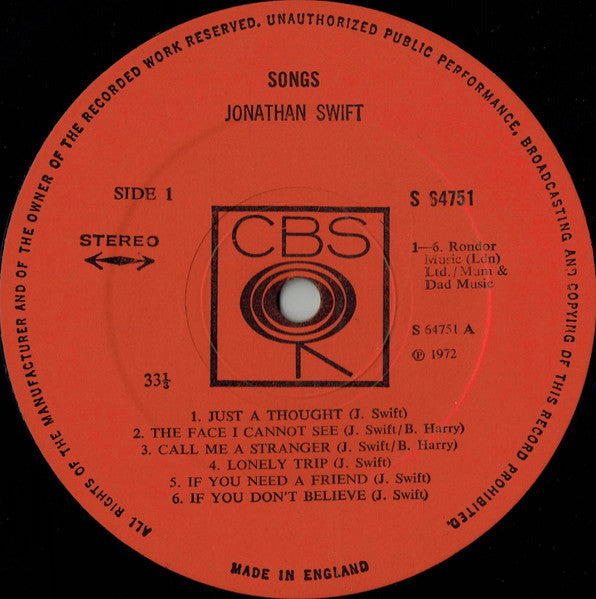 ALL RIGHTS OF THE MANUFACTURER AND OF THE OWNER OF THE RECORDED WORK RESERVED. UNAUTHORIZED PUBLIC PERFORMANCE, BROADCASTING AND COPYING OF THIS RECORD PROHIBITED.
SONGS
JONATHAN SWIFT
SIDE 1
S 64751
STEREO
CBS
1—6. Rondor
Music (Ldn)
Ltd./Mum &
Dad Music
S 64751 A
℗ 1972
33⅓
1. JUST A THOUGHT (J. Swift)
2. THE FACE I CANNOT SEE (J. Swift/B. Harry)
3. CALL ME A STRANGER (J. Swift/B. Harry)
4. LONELY TRIP (J. Swift)
5. IF YOU NEED A FRIEND (J. Swift)
6. IF YOU DON'T BELIEVE (J. Swift)
MADE IN ENGLAND